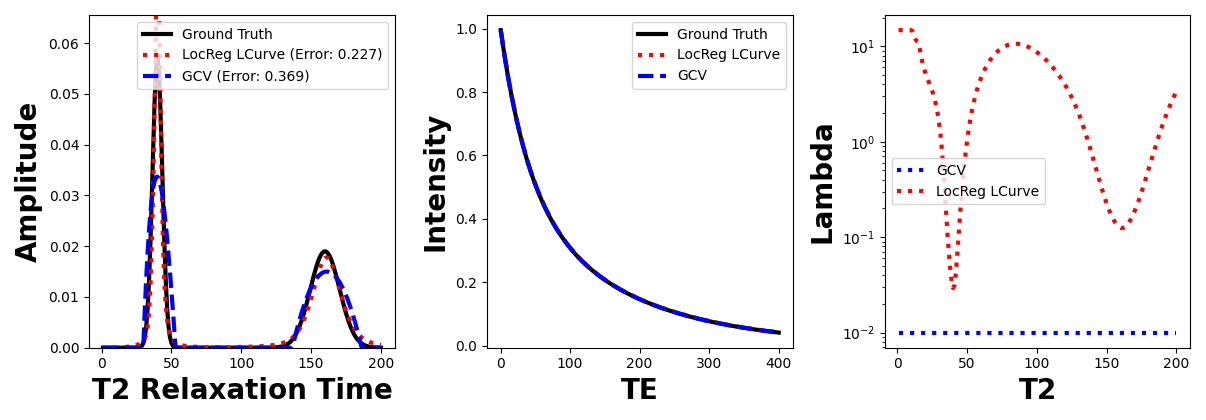 Amplitude
0.06
0.05
0.04
0.03
0.02
0.01
0.00
Ground Truth
LocReg LCurve (Error: 0.227)
GCV (Error: 0.369)
0 50 100 150 200
T2 Relaxation Time
Intensity
1.0
0.8
0.6
0.4
0.2
0.0
Ground Truth
LocReg LCurve
GCV
0 100 200 300 400
TE
Lambda
10¹
10⁰
10⁻¹
10⁻²
GCV
LocReg LCurve
0 50 100 150 200
T2